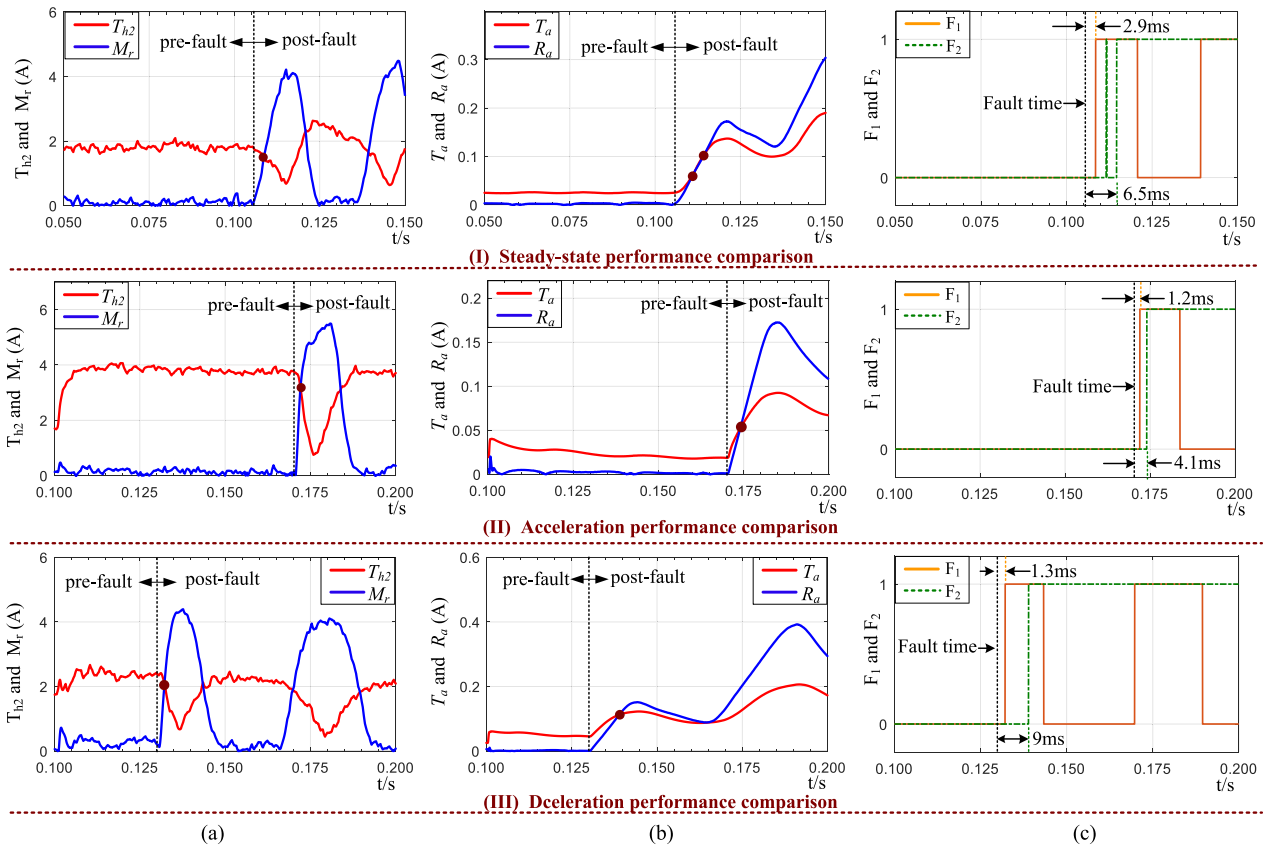 T_h2
M_r
pre-fault
post-fault
T_h2 and M_r (A)
6
4
2
0
0.050
0.075
0.100
0.125
0.150
t/s
T_a
R_a
pre-fault
post-fault
T_a and R_a (A)
0.3
0.2
0.1
0
0.050
0.075
0.100
0.125
0.150
t/s
F_1
F_2
2.9ms
Fault time
6.5ms
F_1 and F_2
1
0
0.050
0.075
0.100
0.125
0.150
t/s
(I) Steady-state performance comparison
T_h2
M_r
pre-fault
post-fault
T_h2 and M_r (A)
6
4
2
0
0.100
0.125
0.150
0.175
0.200
t/s
T_a
R_a
pre-fault
post-fault
T_a and R_a (A)
0.2
0.15
0.1
0.05
0
0.100
0.125
0.150
0.175
0.200
t/s
F_1
F_2
1.2ms
Fault time
4.1ms
F_1 and F_2
1
0
0.100
0.125
0.150
0.175
0.200
t/s
(II) Acceleration performance comparison
pre-fault
post-fault
T_h2
M_r
T_h2 and M_r (A)
6
4
2
0
0.100
0.125
0.150
0.175
0.200
t/s
pre-fault
post-fault
T_a
R_a
T_a and R_a (A)
0.6
0.4
0.2
0
0.100
0.125
0.150
0.175
0.200
t/s
F_1
F_2
1.3ms
Fault time
9ms
F_1 and F_2
1
0
0.100
0.125
0.150
0.175
0.200
t/s
(III) Dceleration performance comparison
(a)
(b)
(c)